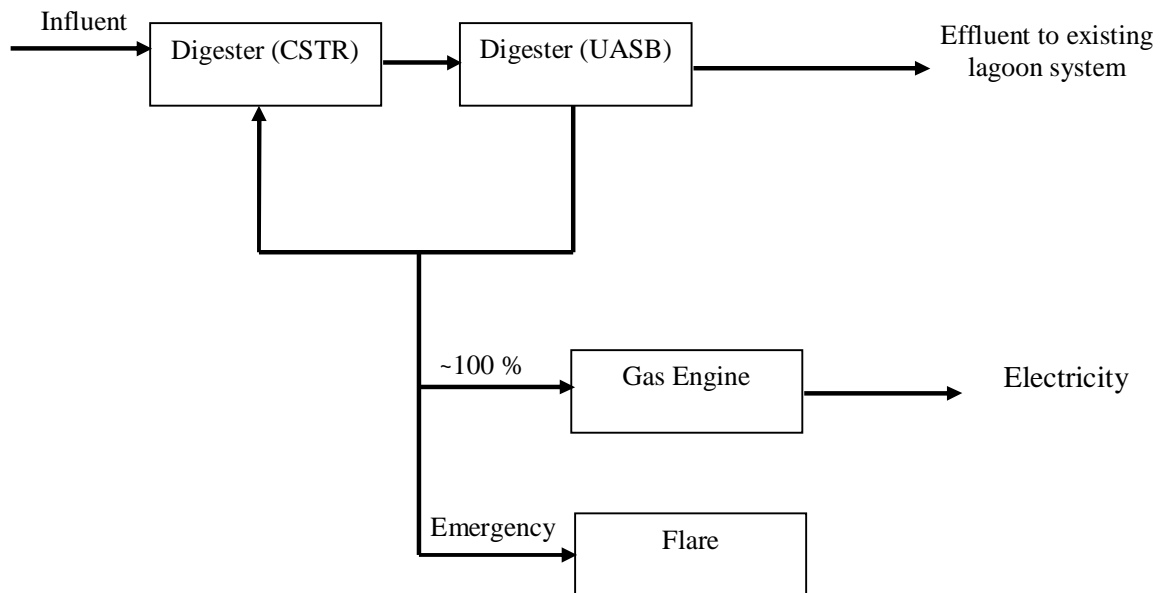 Influent
Digester (CSTR)
Digester (UASB)
Effluent to existing
lagoon system
~100 %
Gas Engine
Electricity
Emergency
Flare